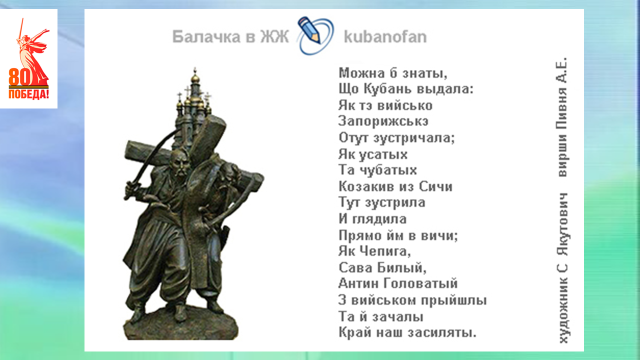 80
ПОБЕДА!
Балачка в ЖЖ kubanofan
Можна б знаты,
Що Кубань выдала:
Як тэ вийсько
Запорижськэ
Отут зустричала;
Як усатых
Та чубатых
Козакив из Сичи
Тут зустрила
И глядила
Прямо йм в вичи;
Як Чепига,
Сава Билый,
Антин Головатый
З вийськом прыйшлы
Та й зачалы
Край наш засиляты.
художник С Якутович вирши Пивня А.Е.